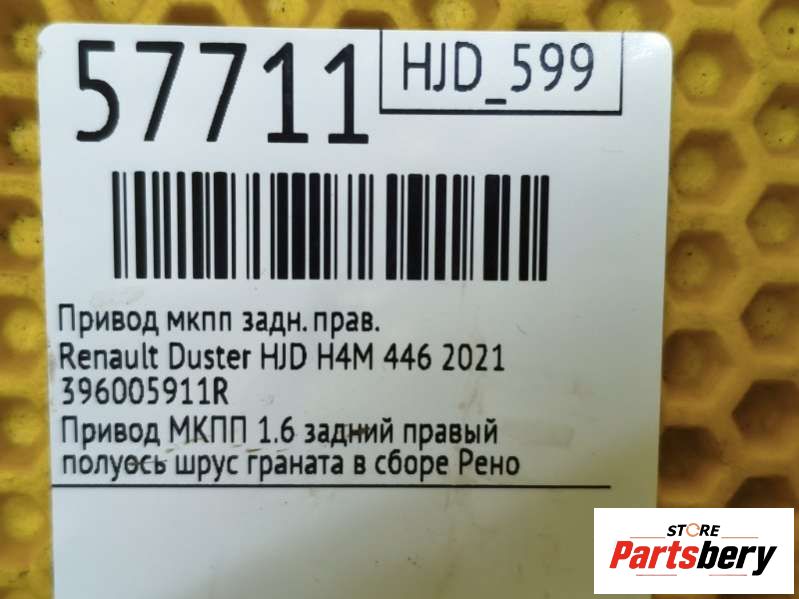 57711
HJD_599
Привод мкпп задн. прав.
Renault Duster HJD H4M 446 2021
396005911R
Привод МКПП 1.6 задний правый
полуось шрус граната в сборе Рено
STORE
Partsbery